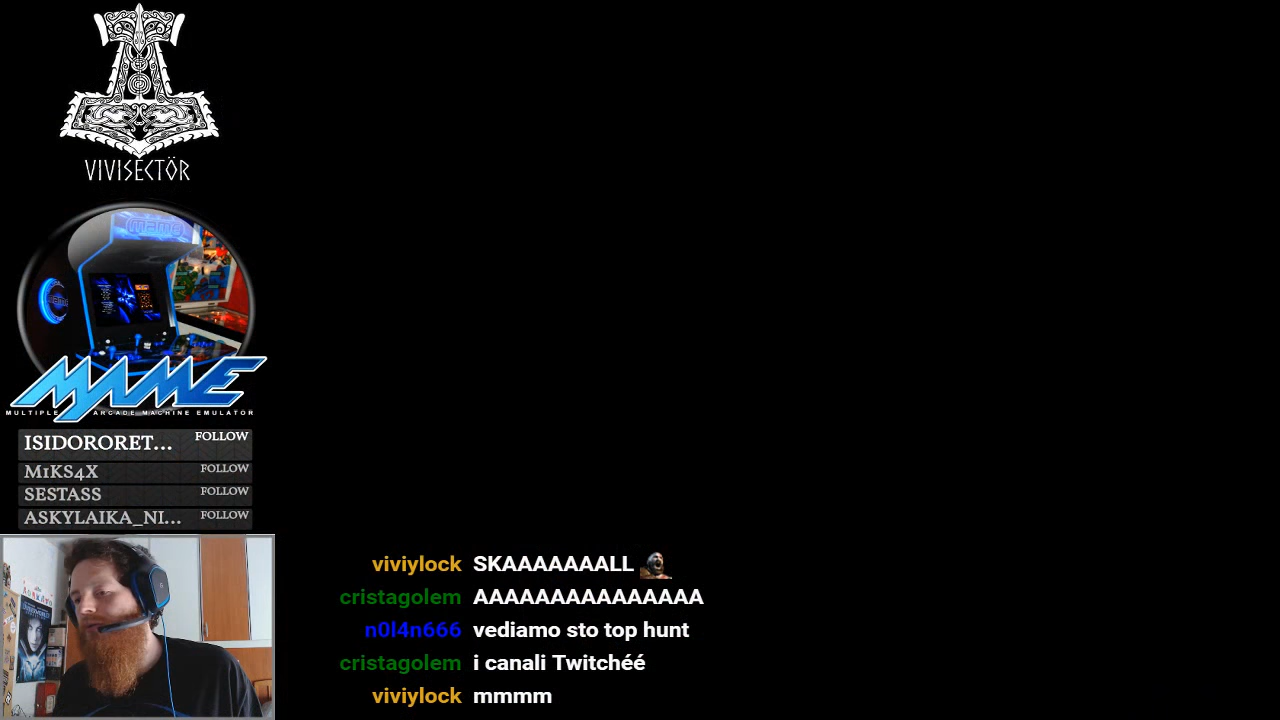 VIVISECTÖR
MAME
MAME
MULTIPLE ARCADE MACHINE EMULATOR
ISIDORORET... FOLLOW
M1KS4X FOLLOW
SESTASS FOLLOW
ASKYLAIKA_NI... FOLLOW
viviylock SKAAAAAAALL
cristagolem AAAAAAAAAAAAAAA
n0l4n666 vediamo sto top hunt
cristagolem i canali Twitchéé
viviylock mmmm